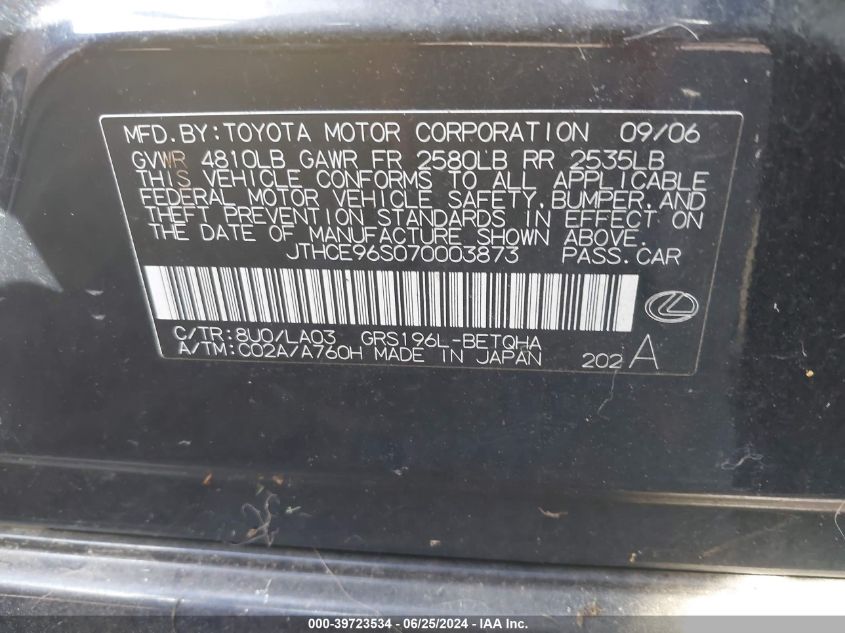 MFD.BY:TOYOTA MOTOR CORPORATION 09/06
GVWR 4810LB GAWR FR 2580LB RR 2535LB
THIS VEHICLE CONFORMS TO ALL APPLICABLE
FEDERAL MOTOR VEHICLE SAFETY, BUMPER, AND
THEFT PREVENTION STANDARDS IN EFFECT ON
THE DATE OF MANUFACTURE SHOWN ABOVE.
JTHCE96S070003873 PASS.CAR
C/TR:8U0/LA03 GRS196L-BETQHA
A/TM:C02A/A760H MADE IN JAPAN 202A
000-39723534 / 06/25/2024 - IAAI Inc.